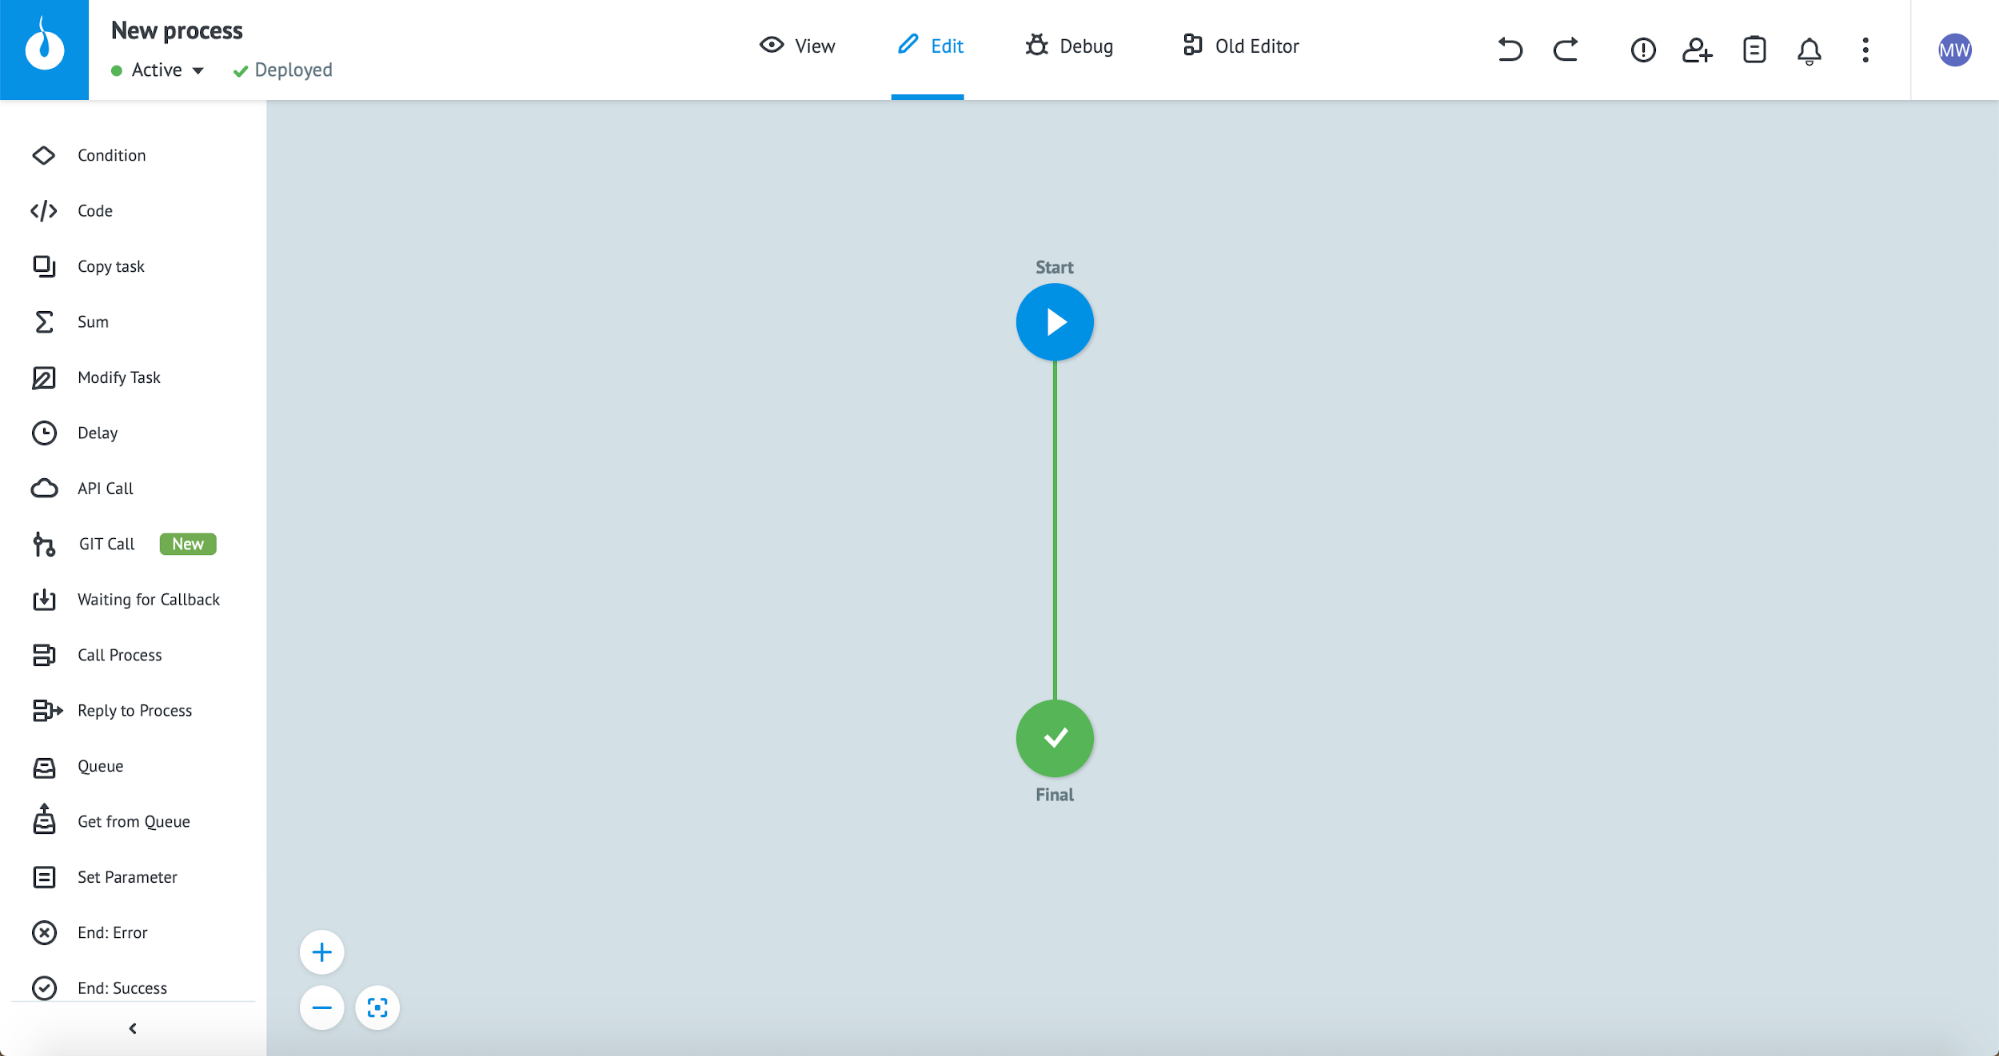 New process
Active
Deployed
View
Edit
Debug
Old Editor
MW
Condition
Code
Copy task
Sum
Modify Task
Delay
API Call
GIT Call New
Waiting for Callback
Call Process
Reply to Process
Queue
Get from Queue
Set Parameter
End: Error
End: Success
Start
Final